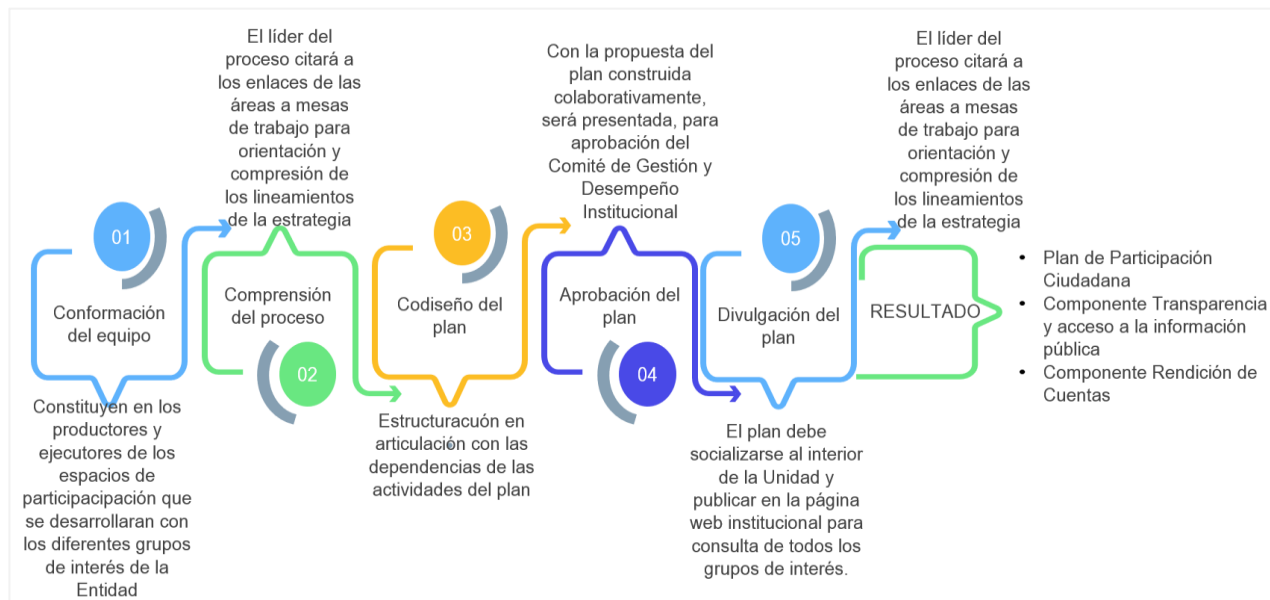 01
Conformación
del equipo
Constituyen en los
productores y
ejecutores de los
espacios de
participacipación que
se desarrollaran con
los diferentes grupos
de interés de la
Entidad
El líder del
proceso citará a
los enlaces de las
áreas a mesas
de trabajo para
orientación y
compresión de
los lineamientos
de la estrategia
Comprensión
del proceso
02
03
Codiseño del
plan
Estructuracuón en
articulación con las
dependencias de las
actividades del plan
Con la propuesta del
plan construida
colaborativamente,
será presentada, para
aprobación del
Comité de Gestión y
Desempeño
Institucional
Aprobación del
plan
04
05
Divulgación del
plan
El plan debe
socializarse al interior
de la Unidad y
publicar en la página
web institucional para
consulta de todos los
grupos de interés.
El líder del
proceso citará a
los enlaces de las
áreas a mesas
de trabajo para
orientación y
compresión de
los lineamientos
de la estrategia
RESULTADO
• Plan de Participación
Ciudadana
• Componente Transparencia
y acceso a la información
pública
• Componente Rendición de
Cuentas